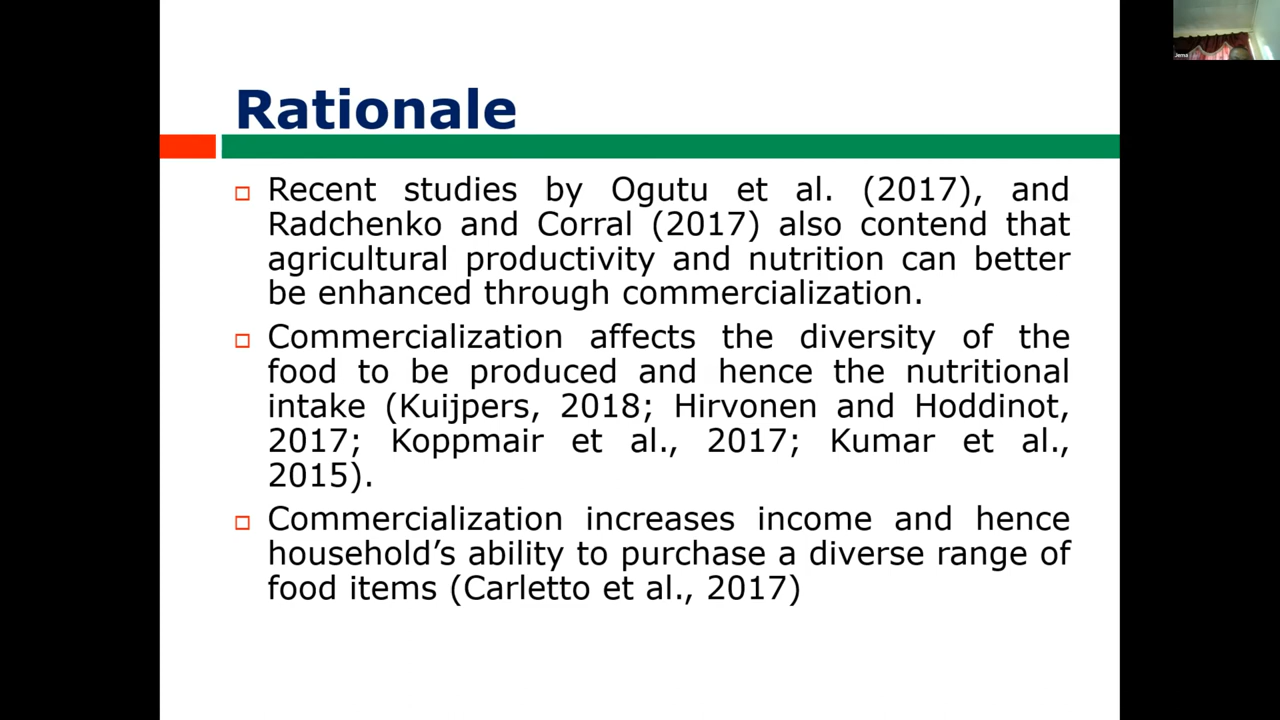 Rationale
Recent studies by Ogutu et al. (2017), and
Radchenko and Corral (2017) also contend that
agricultural productivity and nutrition can better
be enhanced through commercialization.
Commercialization affects the diversity of the
food to be produced and hence the nutritional
intake (Kuijpers, 2018; Hirvonen and Hoddinot,
2017; Koppmair et al., 2017; Kumar et al.,
2015).
Commercialization increases income and hence
household’s ability to purchase a diverse range of
food items (Carletto et al., 2017)
Jema